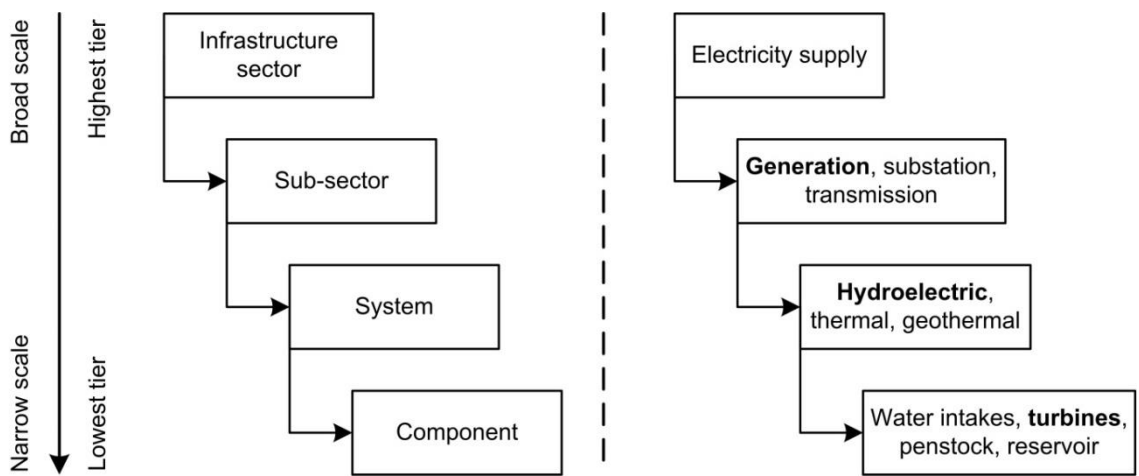 Broad scale
Highest tier
Narrow scale
Lowest tier
Infrastructure
sector
Sub-sector
System
Component
Electricity supply
Generation, substation,
transmission
Hydroelectric,
thermal, geothermal
Water intakes, turbines,
penstock, reservoir